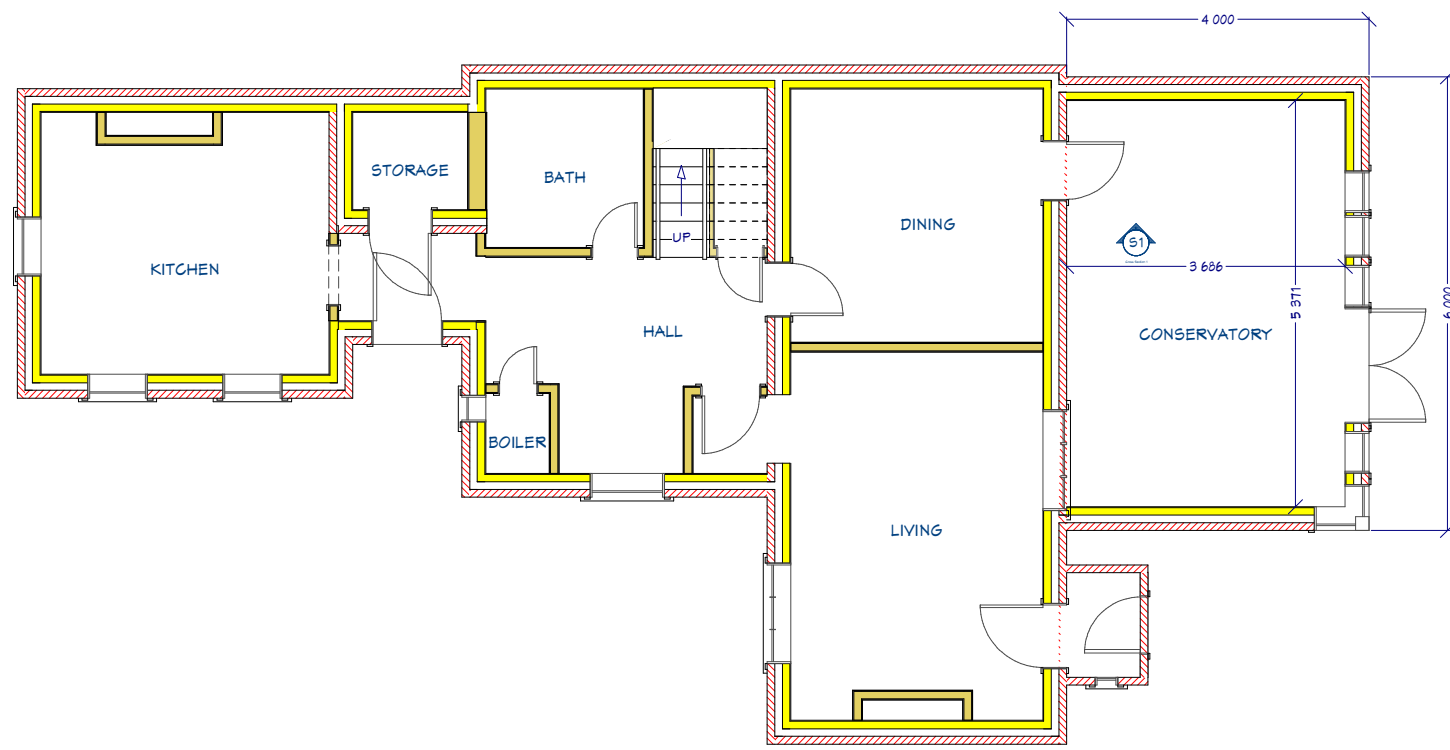 4 000
STORAGE
BATH
UP
DINING
S1
KITCHEN
3 686
5 371
6 000
HALL
CONSERVATORY
BOILER
LIVING